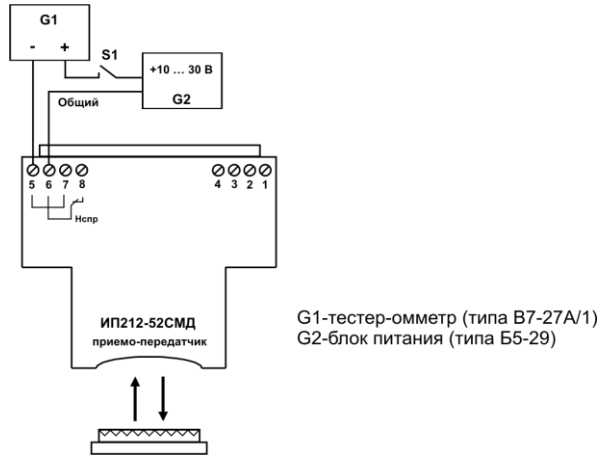 G1
- +
S1
+10 ... 30 В
G2
Общий
5 6 7 8
4 3 2 1
Нспр
ИП212-52СМД
приемо-передатчик
G1-тестер-омметр (типа В7-27А/1)
G2-блок питания (типа Б5-29)